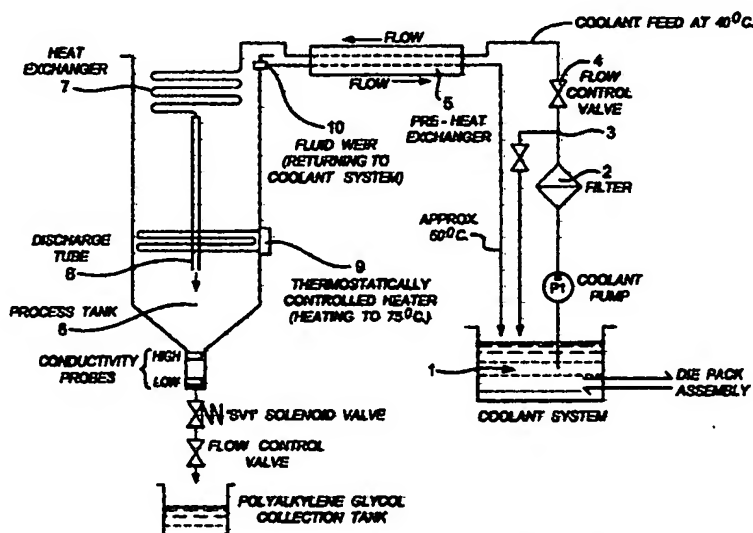 COOLANT FEED AT 40°C.
FLOW
HEAT
EXCHANGER
7
4
FLOW
CONTROL
VALVE
FLOW
5
PRE-HEAT
EXCHANGER
10
FLUID WEIR
(RETURNING TO
COOLANT SYSTEM)
3
2
FILTER
APPROX.
60°C.
DISCHARGE
TUBE
8
9
THERMOSTATICALLY
CONTROLLED HEATER
(HEATING TO 75°C.)
COOLANT
PUMP
P1
PROCESS TANK
6
CONDUCTIVITY
PROBES
HIGH
LOW
1
DIE PACK
ASSEMBLY
COOLANT SYSTEM
"SV1" SOLENOID VALVE
FLOW CONTROL
VALVE
POLYALKYLENE GLYCOL
COLLECTION TANK